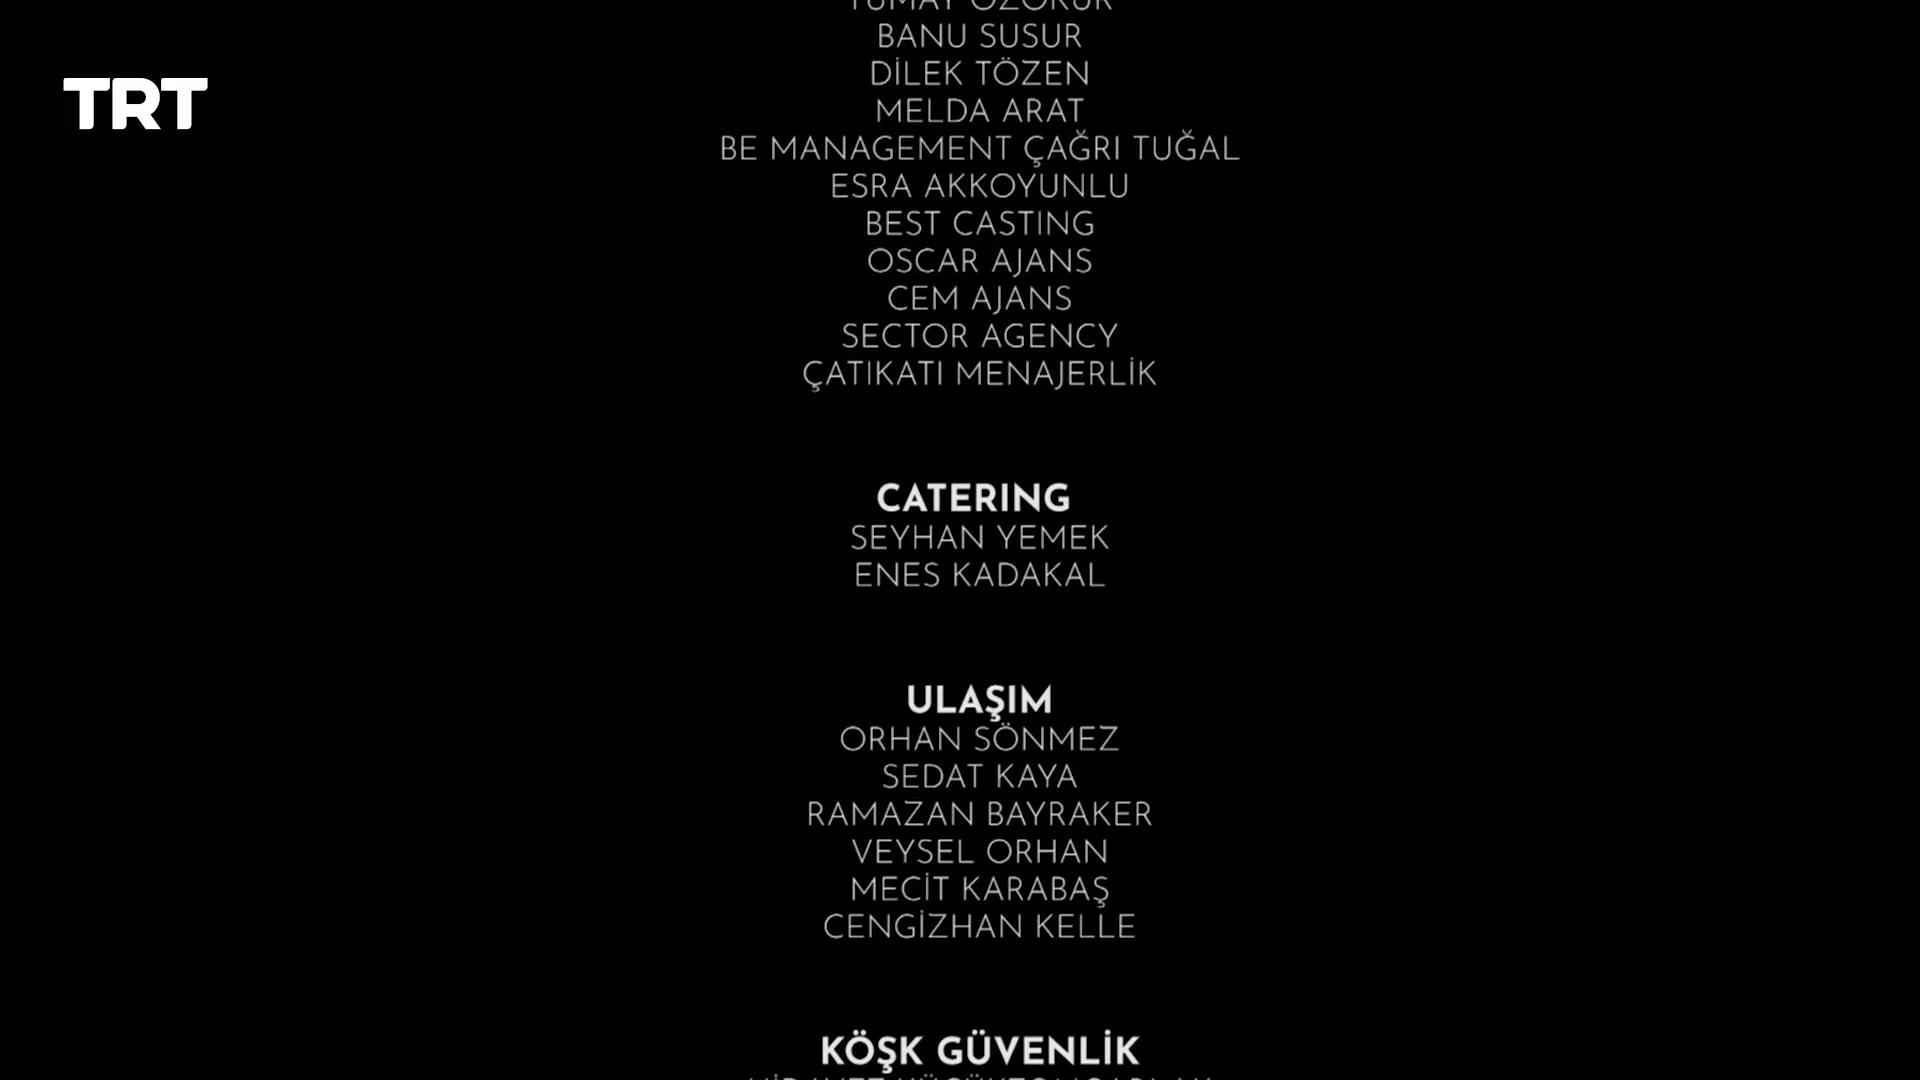 TRT
TÜMAY ÖZOKUR
BANU SUSUR
DİLEK TÖZEN
MELDA ARAT
BE MANAGEMENT ÇAĞRI TUĞAL
ESRA AKKOYUNLU
BEST CASTING
OSCAR AJANS
CEM AJANS
SECTOR AGENCY
ÇATIKATI MENAJERLİK
CATERING
SEYHAN YEMEK
ENES KADAKAL
ULAŞIM
ORHAN SÖNMEZ
SEDAT KAYA
RAMAZAN BAYRAKER
VEYSEL ORHAN
MECİT KARABAŞ
CENGİZHAN KELLE
KÖŞK GÜVENLİK